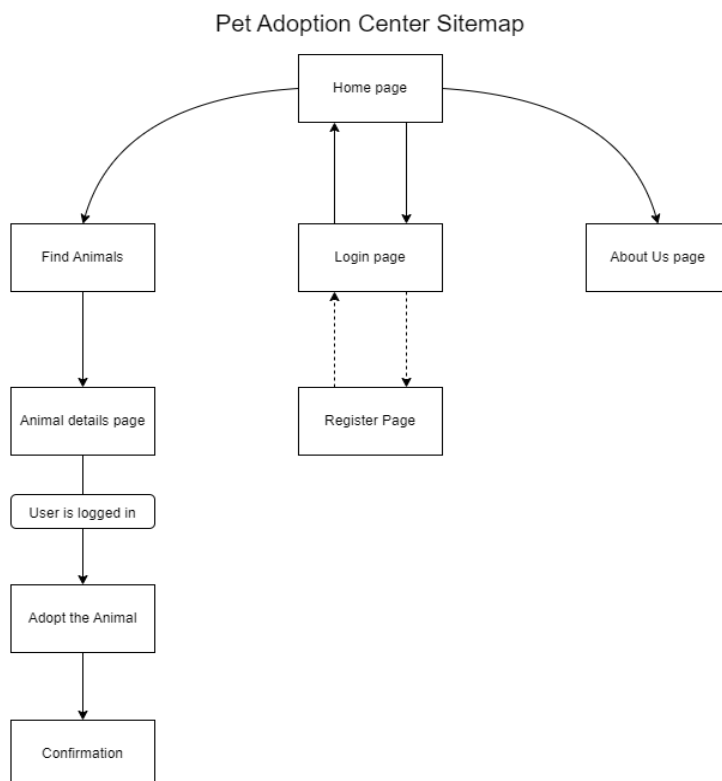 Pet Adoption Center Sitemap
Home page
Find Animals
Login page
About Us page
Animal details page
Register Page
User is logged in
Adopt the Animal
Confirmation